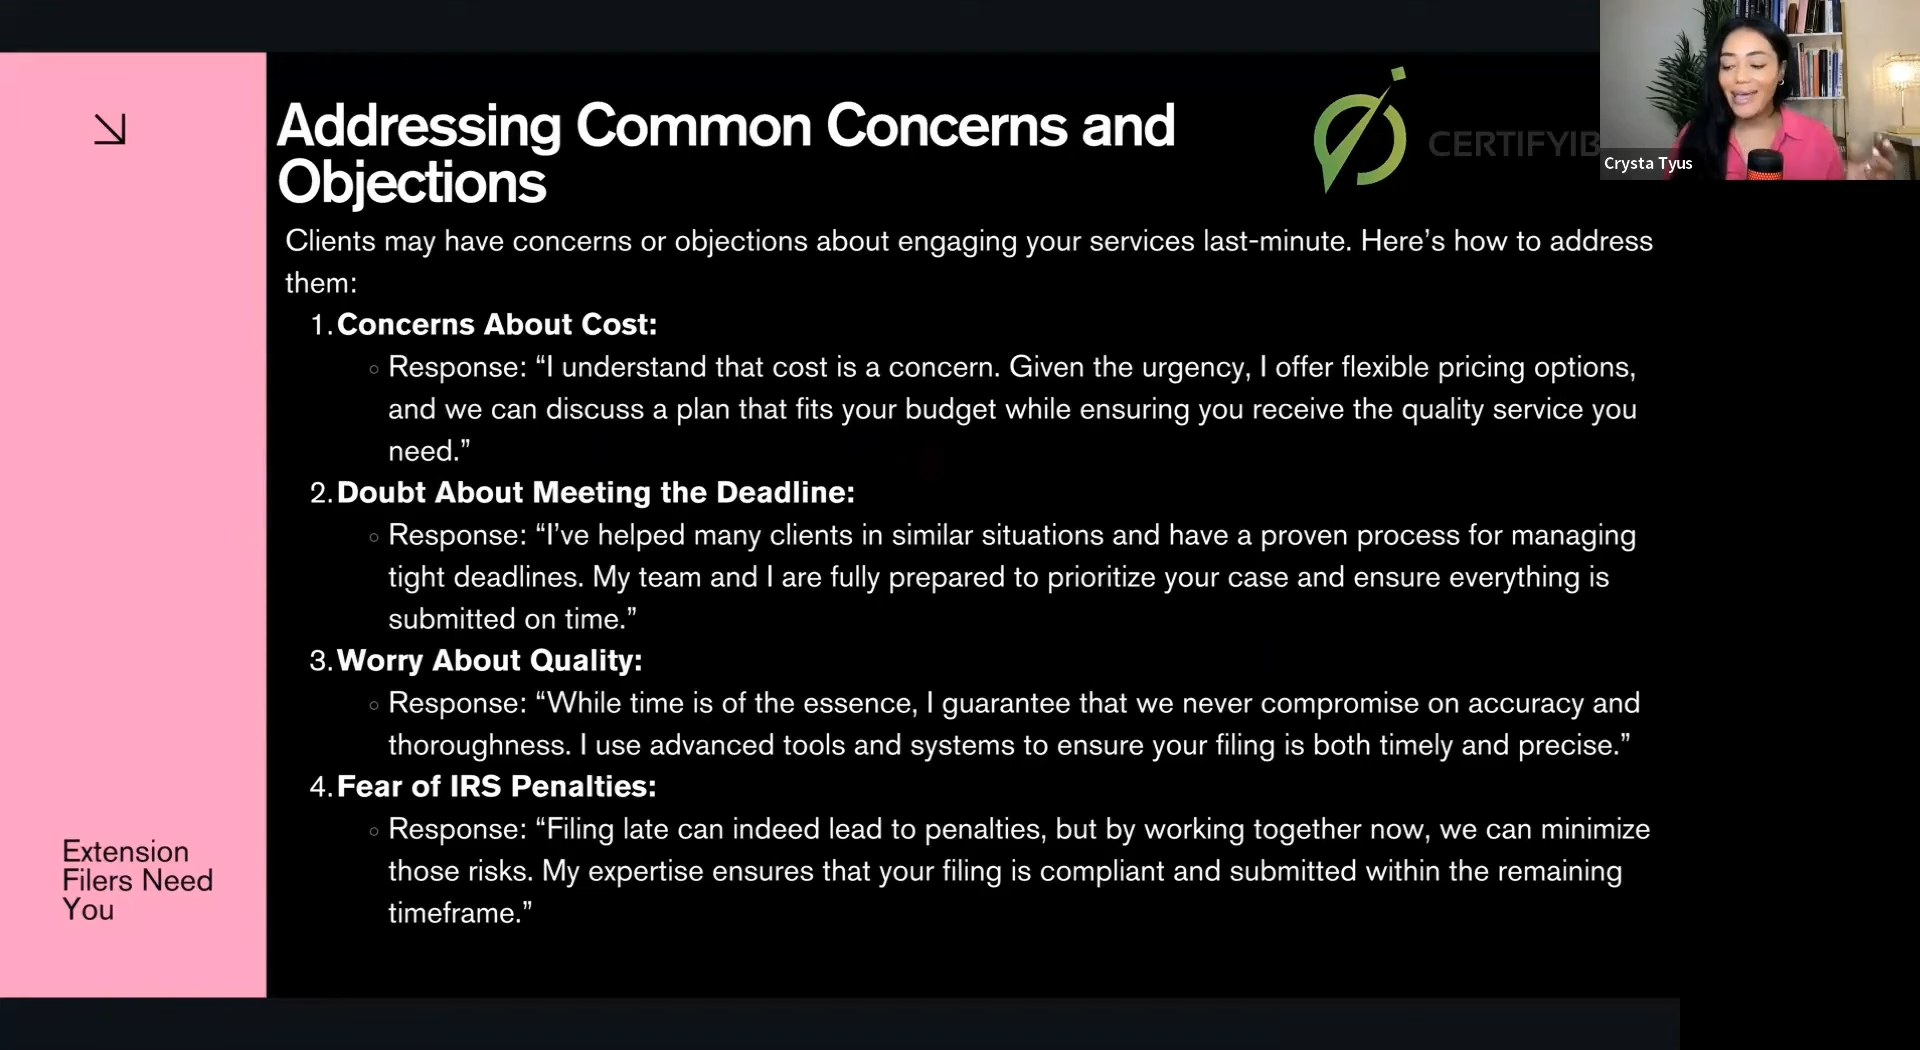 Addressing Common Concerns and
Objections
CERTIFYIB
Crysta Tyus
Clients may have concerns or objections about engaging your services last-minute. Here’s how to address
them:
1. Concerns About Cost:
◦ Response: “I understand that cost is a concern. Given the urgency, I offer flexible pricing options,
and we can discuss a plan that fits your budget while ensuring you receive the quality service you
need.”
2. Doubt About Meeting the Deadline:
◦ Response: “I’ve helped many clients in similar situations and have a proven process for managing
tight deadlines. My team and I are fully prepared to prioritize your case and ensure everything is
submitted on time.”
3. Worry About Quality:
◦ Response: “While time is of the essence, I guarantee that we never compromise on accuracy and
thoroughness. I use advanced tools and systems to ensure your filing is both timely and precise.”
4. Fear of IRS Penalties:
◦ Response: “Filing late can indeed lead to penalties, but by working together now, we can minimize
those risks. My expertise ensures that your filing is compliant and submitted within the remaining
timeframe.”
Extension
Filers Need
You